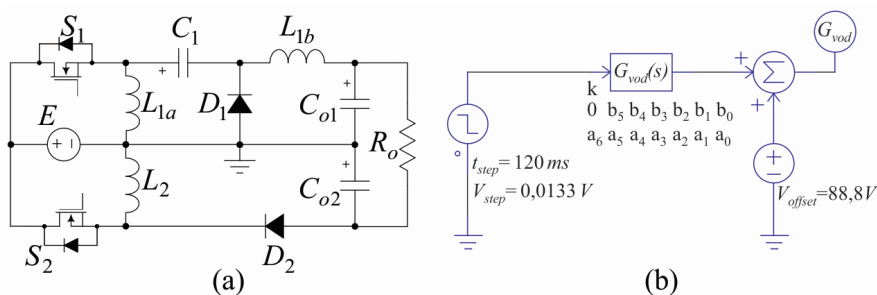 S₁
C₁
L₁b
+
D₁
L₁a
+
Cₒ₁
E
+ −
Rₒ
L₂
+
Cₒ₂
S₂
D₂
(a)
Gvod
Gvod(s)
+
Σ
+
k
0 b₅ b₄ b₃ b₂ b₁ b₀
a₆ a₅ a₄ a₃ a₂ a₁ a₀
tstep= 120 ms
Vstep= 0,0133 V
+
−
Voffset=88,8V
(b)